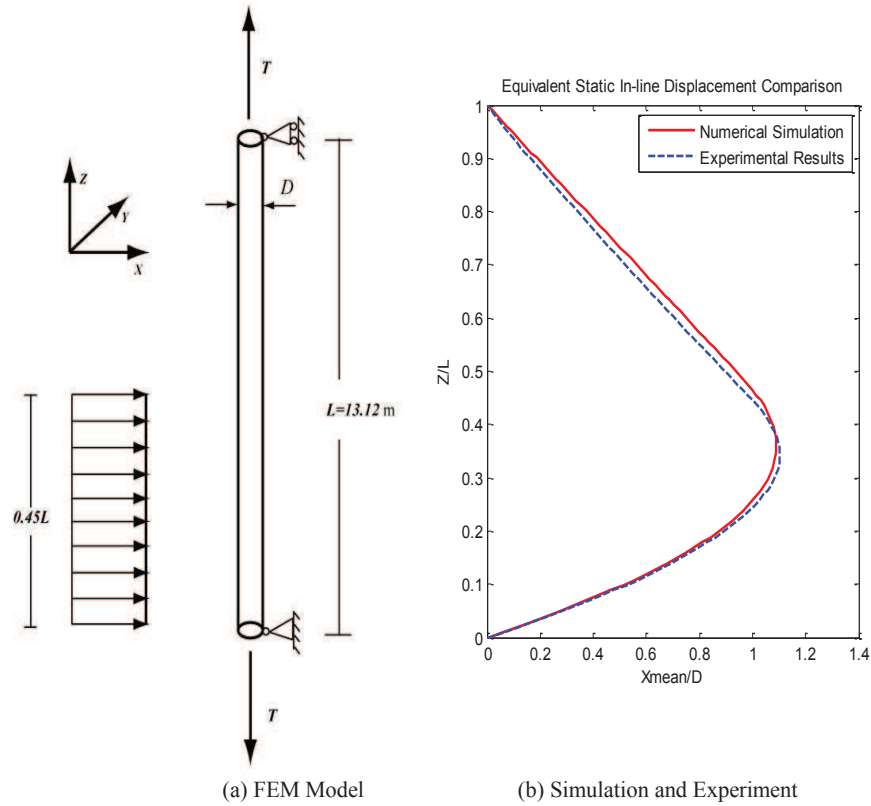 T
D
Z
Y
X
L=13.12 m
0.45L
T
(a) FEM Model
Equivalent Static In-line Displacement Comparison
Numerical Simulation
Experimental Results
1
0.9
0.8
0.7
0.6
0.5
0.4
0.3
0.2
0.1
0
Z/L
0 0.2 0.4 0.6 0.8 1 1.2 1.4
Xmean/D
(b) Simulation and Experiment